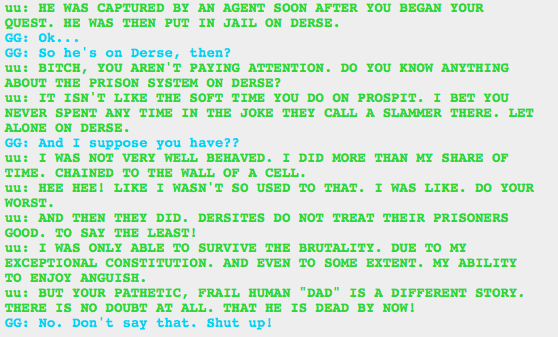 uu: HE WAS CAPTURED BY AN AGENT SOON AFTER YOU BEGAN YOUR
QUEST. HE WAS THEN PUT IN JAIL ON DERSE.
GG: Ok...
GG: So he's on Derse, then?
uu: BITCH, YOU AREN'T PAYING ATTENTION. DO YOU KNOW ANYTHING
ABOUT THE PRISON SYSTEM ON DERSE?
uu: IT ISN'T LIKE THE SOFT TIME YOU DO ON PROSPIT. I BET YOU
NEVER SPENT ANY TIME IN THE JOKE THEY CALL A SLAMMER THERE. LET
ALONE ON DERSE.
GG: And I suppose you have??
uu: I WAS NOT VERY WELL BEHAVED. I DID MORE THAN MY SHARE OF
TIME. CHAINED TO THE WALL OF A CELL.
uu: HEE HEE! LIKE I WASN'T SO USED TO THAT. I WAS LIKE. DO YOUR
WORST.
uu: AND THEN THEY DID. DERSITES DO NOT TREAT THEIR PRISONERS
GOOD. TO SAY THE LEAST!
uu: I WAS ONLY ABLE TO SURVIVE THE BRUTALITY. DUE TO MY
EXCEPTIONAL CONSTITUTION. AND EVEN TO SOME EXTENT. MY ABILITY
TO ENJOY ANGUISH.
uu: BUT YOUR PATHETIC, FRAIL HUMAN "DAD" IS A DIFFERENT STORY.
THERE IS NO DOUBT AT ALL. THAT HE IS DEAD BY NOW!
GG: No. Don't say that. Shut up!